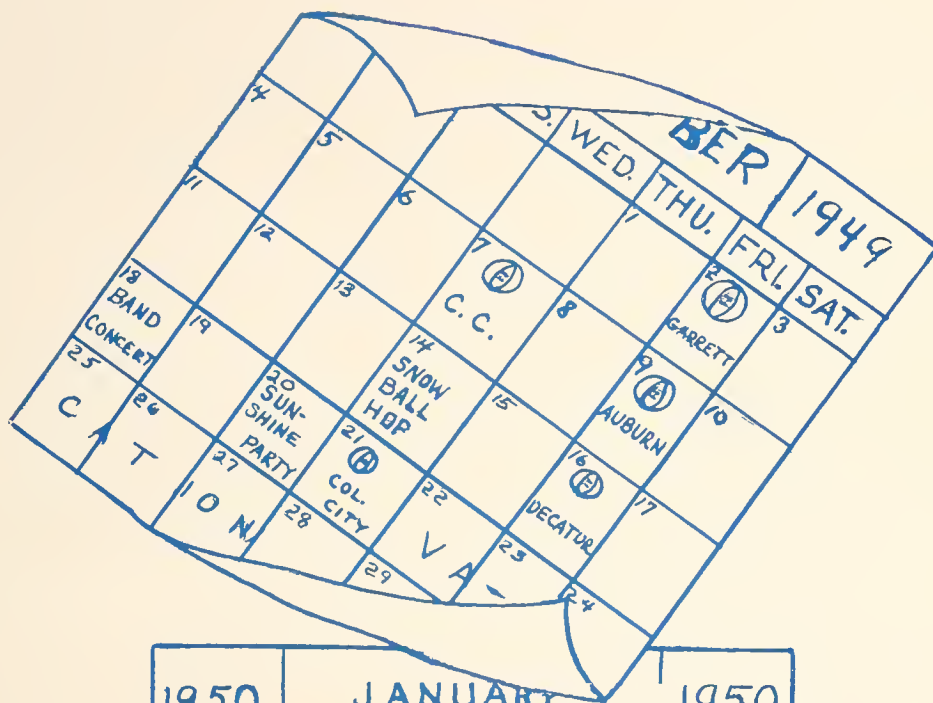 BER 1949
S. WED. THU. FRI. SAT.
1 2 3
GARRETT
4 5 6 7 8 9 10
C. C.
AUBURN
11 12 13 14 15 16 17
SNOW
BALL
HOP
DECATUR
18 19 20 21 22 23 24
BAND
CONCERT
SUN-
SHINE
PARTY
H
COL.
CITY
V A -
25 26 27 28 29
C A T I O N
1950 JANUARY 1950